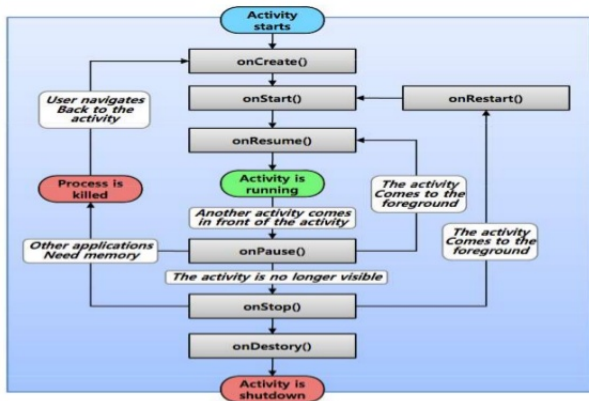 Activity
starts
onCreate()
User navigates
Back to the
activity
onStart()
onRestart()
onResume()
Process is
killed
Activity is
running
The activity
Comes to the
foreground
Another activity comes
in front of the activity
The activity
Comes to the
foreground
Other applications
Need memory
onPause()
The activity is no longer visible
onStop()
onDestory()
Activity is
shutdown